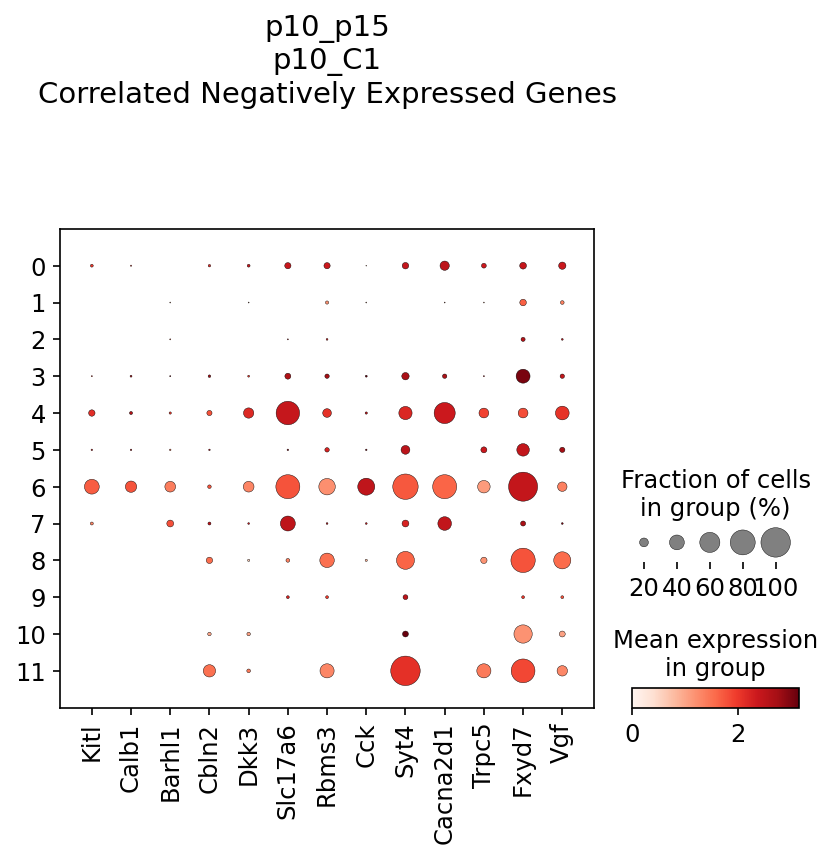 p10_p15
p10_C1
Correlated Negatively Expressed Genes
0
1
2
3
4
5
6
7
8
9
10
11
Kitl
Calb1
Barhl1
Cbln2
Dkk3
Slc17a6
Rbms3
Cck
Syt4
Cacna2d1
Trpc5
Fxyd7
Vgf
Fraction of cells
in group (%)
20 40 60 80 100
Mean expression
in group
0 2